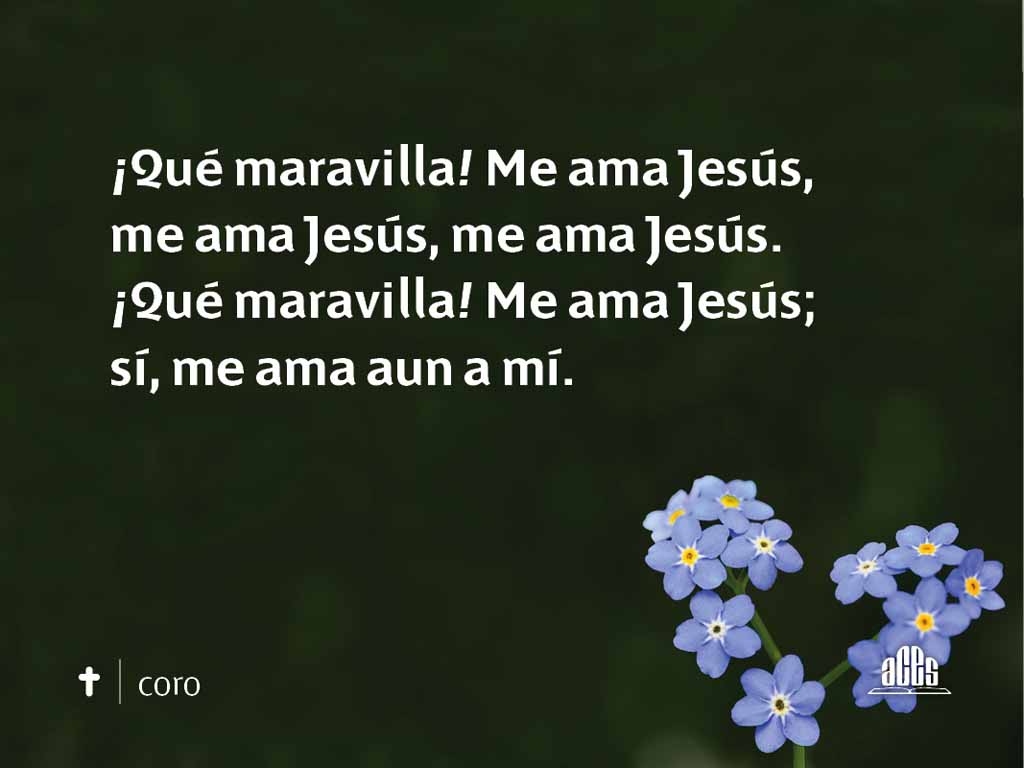 ¡Qué maravilla! Me ama Jesús,
me ama Jesús, me ama Jesús.
¡Qué maravilla! Me ama Jesús;
sí, me ama aun a mí.
coro
aces